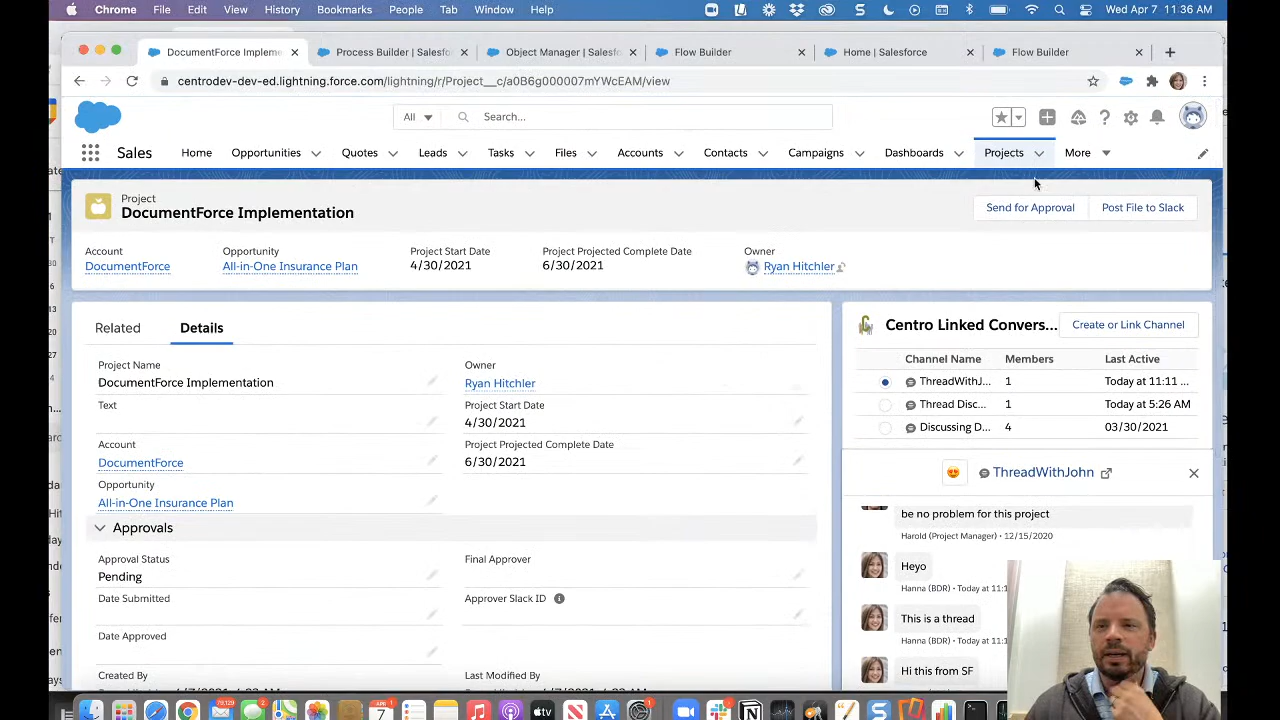 Chrome File Edit View History Bookmarks People Tab Window Help Wed Apr 7 11:36 AM
DocumentForce Impleme Process Builder | Salesf Object Manager | Salesf Flow Builder Home | Salesforce Flow Builder
centrodev-dev-ed.lightning.force.com/lightning/r/Project__c/a0B6g000007mYWcEAM/view
All Search...
Sales Home Opportunities Quotes Leads Tasks Files Accounts Contacts Campaigns Dashboards Projects More
Project
DocumentForce Implementation
Send for Approval Post File to Slack
Account Opportunity Project Start Date Project Projected Complete Date Owner
DocumentForce All-in-One Insurance Plan 4/30/2021 6/30/2021 Ryan Hitchler
Related Details
Project Name Owner
DocumentForce Implementation Ryan Hitchler
Text Project Start Date
4/30/2021
Account Project Projected Complete Date
DocumentForce 6/30/2021
Opportunity
All-in-One Insurance Plan
Approvals
Approval Status Final Approver
Pending
Date Submitted Approver Slack ID
Date Approved
Created By Last Modified By
Centro Linked Convers... Create or Link Channel
Channel Name Members Last Active
ThreadWithJ... 1 Today at 11:11 ...
Thread Disc... 1 Today at 5:26 AM
Discussing D... 4 03/30/2021
ThreadWithJohn
be no problem for this project
Harold (Project Manager) • 12/15/2020
Heyo
Hanna (BDR) • Today at 11:1
This is a thread
Hanna (BDR) • Today at 11:1
Hi this from SF